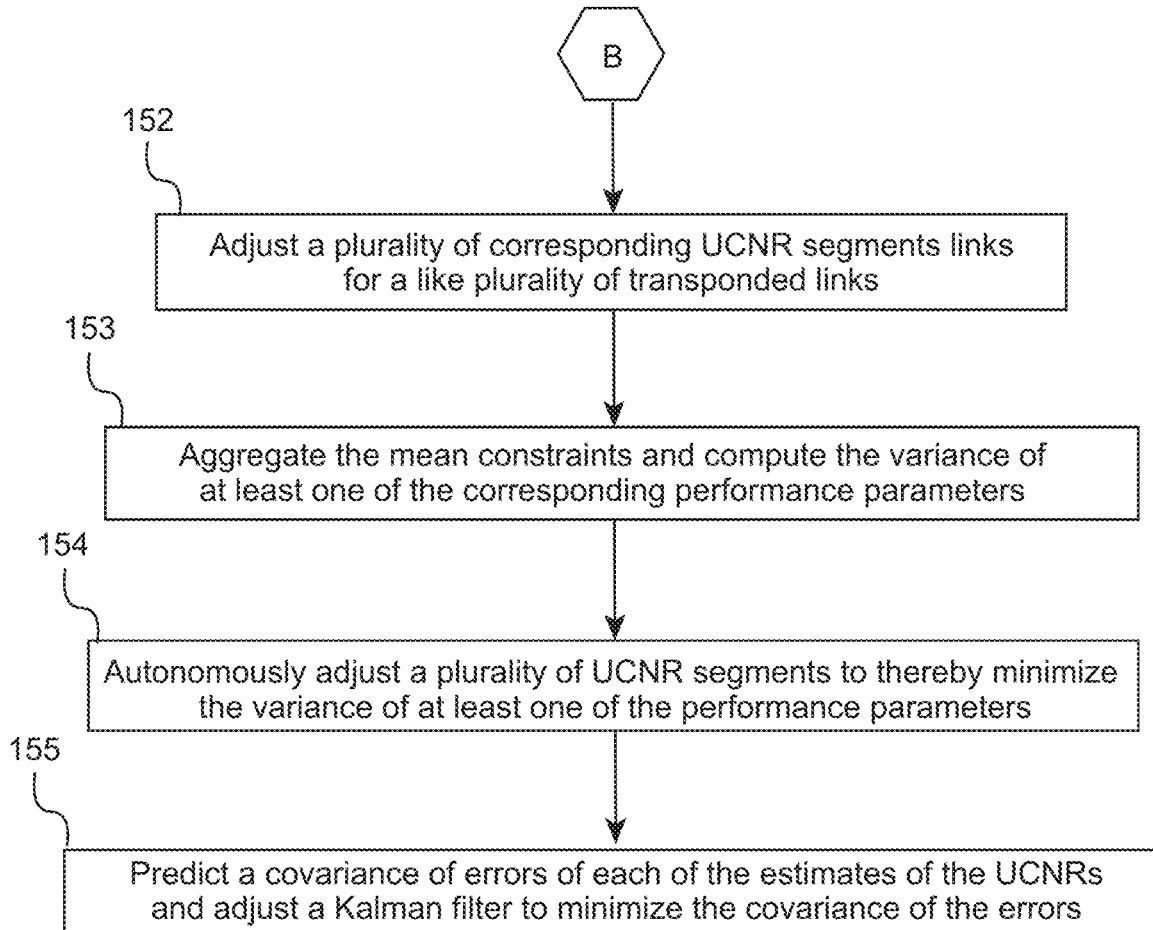 B
152
Adjust a plurality of corresponding UCNR segments links
for a like plurality of transponded links
153
Aggregate the mean constraints and compute the variance of
at least one of the corresponding performance parameters
154
Autonomously adjust a plurality of UCNR segments to thereby minimize
the variance of at least one of the performance parameters
155
Predict a covariance of errors of each of the estimates of the UCNRs
and adjust a Kalman filter to minimize the covariance of the errors